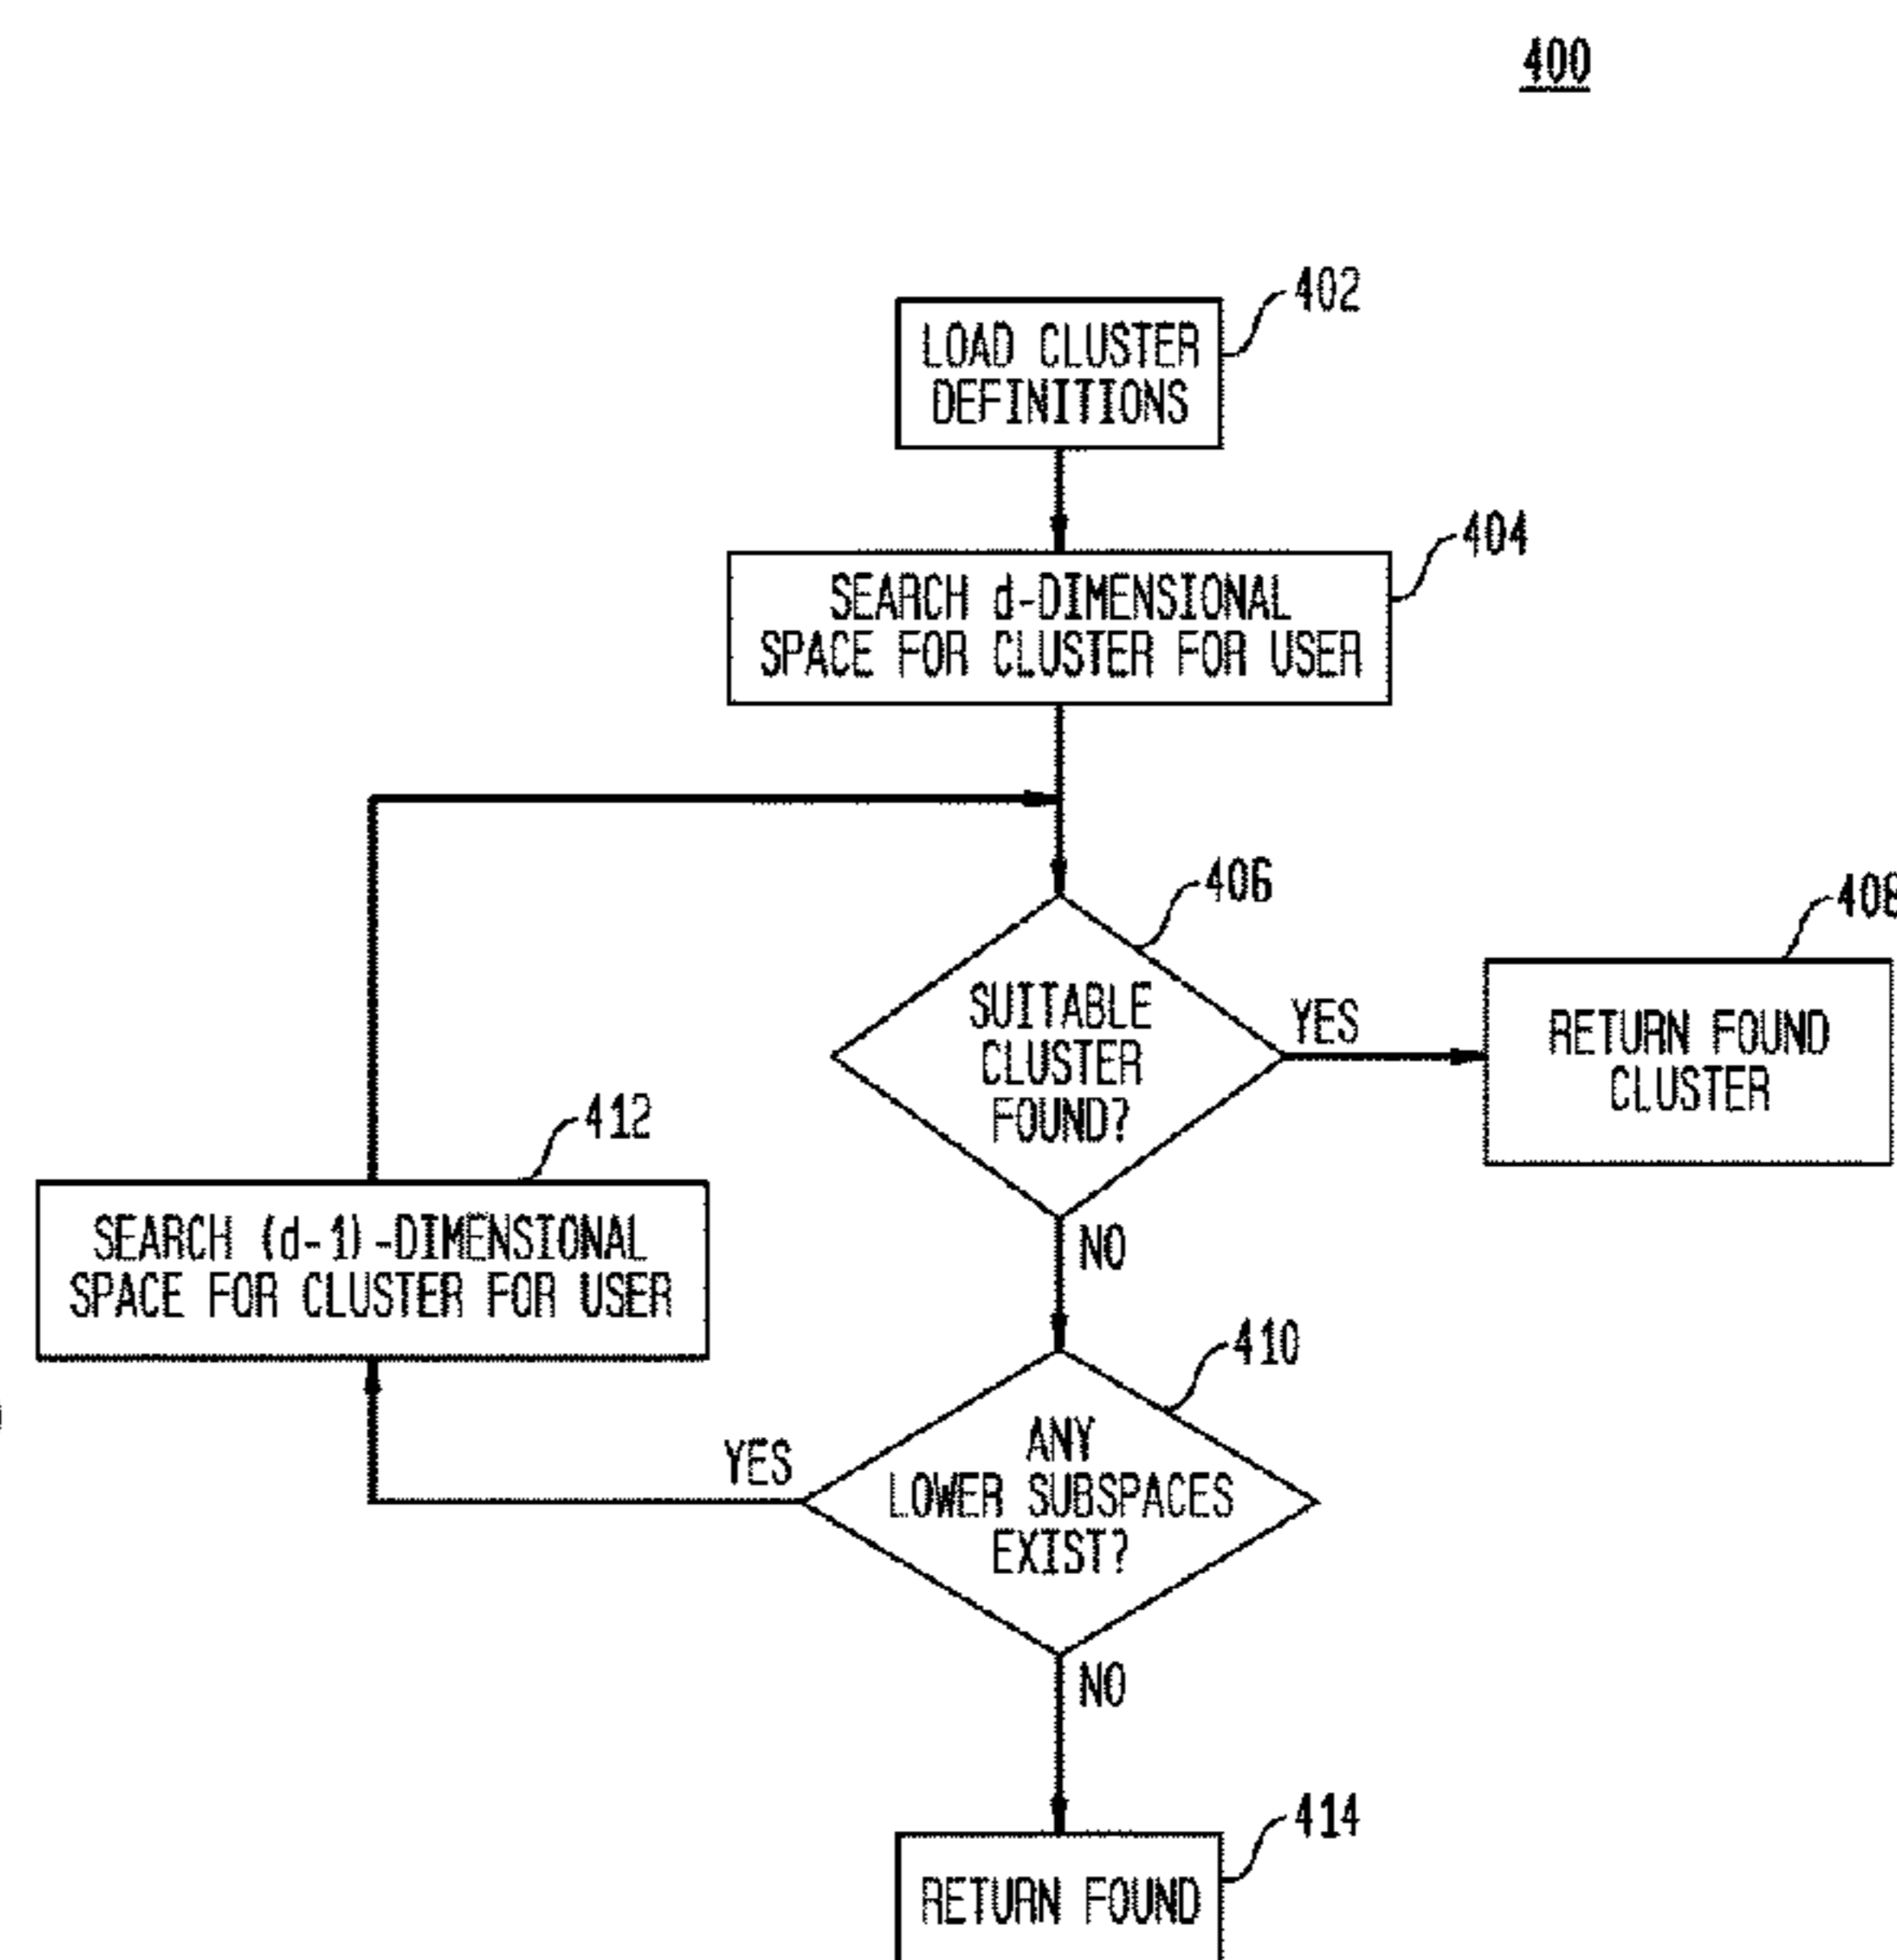 400
402
LOAD CLUSTER
DEFINITIONS
404
SEARCH d-DIMENSIONAL
SPACE FOR CLUSTER FOR USER
406
408
SUITABLE
CLUSTER
FOUND?
YES
RETURN FOUND
CLUSTER
412
SEARCH (d-1)-DIMENSIONAL
SPACE FOR CLUSTER FOR USER
NO
410
ANY
LOWER SUBSPACES
EXIST?
YES
NO
414
RETURN FOUND